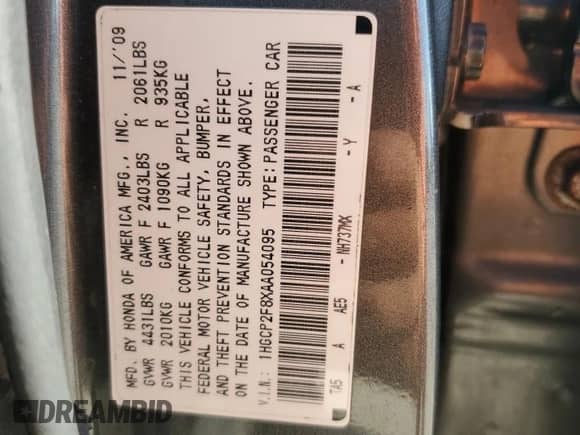 MFD. BY HONDA OF AMERICA MFG., INC. 11/'09
GVWR 4431LBS GAWR F 2403LBS R 2061LBS
GVWR 2010KG GAWR F 1090KG R 935KG
THIS VEHICLE CONFORMS TO ALL APPLICABLE
FEDERAL MOTOR VEHICLE SAFETY, BUMPER,
AND THEFT PREVENTION STANDARDS IN EFFECT
ON THE DATE OF MANUFACTURE SHOWN ABOVE.
V.I.N.: 1HGCP2F8XAA054095 TYPE: PASSENGER CAR
TA5 A AE5 - NH737MX - Y - A
DREAMBID